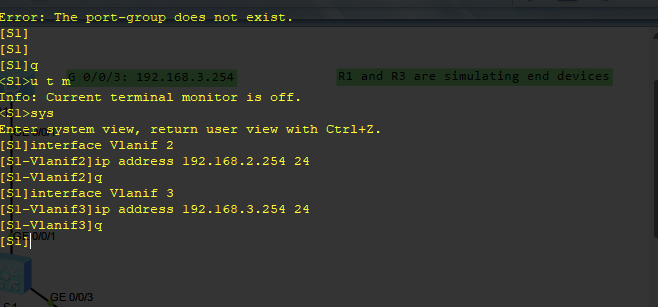 Error: The port-group does not exist.
[S1]
[S1]
[S1]q
G 0/0/3: 192.168.3.254
R1 and R3 are simulating end devices
<S1>u t m
Info: Current terminal monitor is off.
<S1>sys
Enter system view, return user view with Ctrl+Z.
[S1]interface Vlanif 2
[S1-Vlanif2]ip address 192.168.2.254 24
[S1-Vlanif2]q
[S1]interface Vlanif 3
[S1-Vlanif3]ip address 192.168.3.254 24
[S1-Vlanif3]q
[S1]
GE 0/0/1
GE 0/0/3